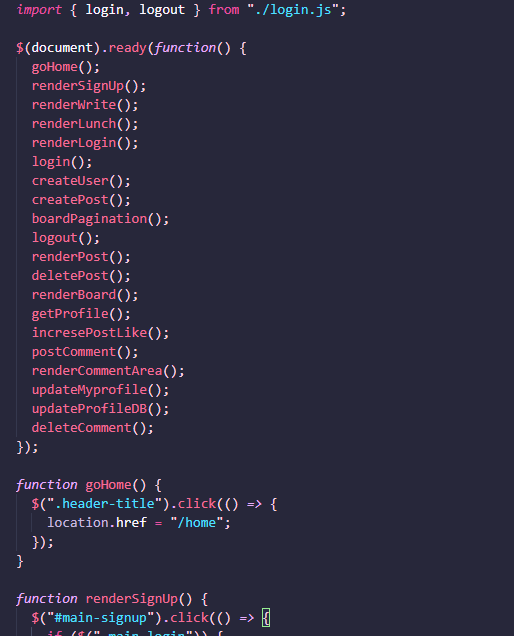 import { login, logout } from "./login.js";
$(document).ready(function() {
goHome();
renderSignUp();
renderWrite();
renderLunch();
renderLogin();
login();
createUser();
createPost();
boardPagination();
logout();
renderPost();
deletePost();
renderBoard();
getProfile();
incresePostLike();
postComment();
renderCommentArea();
updateMyprofile();
updateProfileDB();
deleteComment();
});
function goHome() {
$(".header-title").click(() => {
location.href = "/home";
});
}
function renderSignUp() {
$("#main-signup").click(() => {
if ($(".main-login")) {